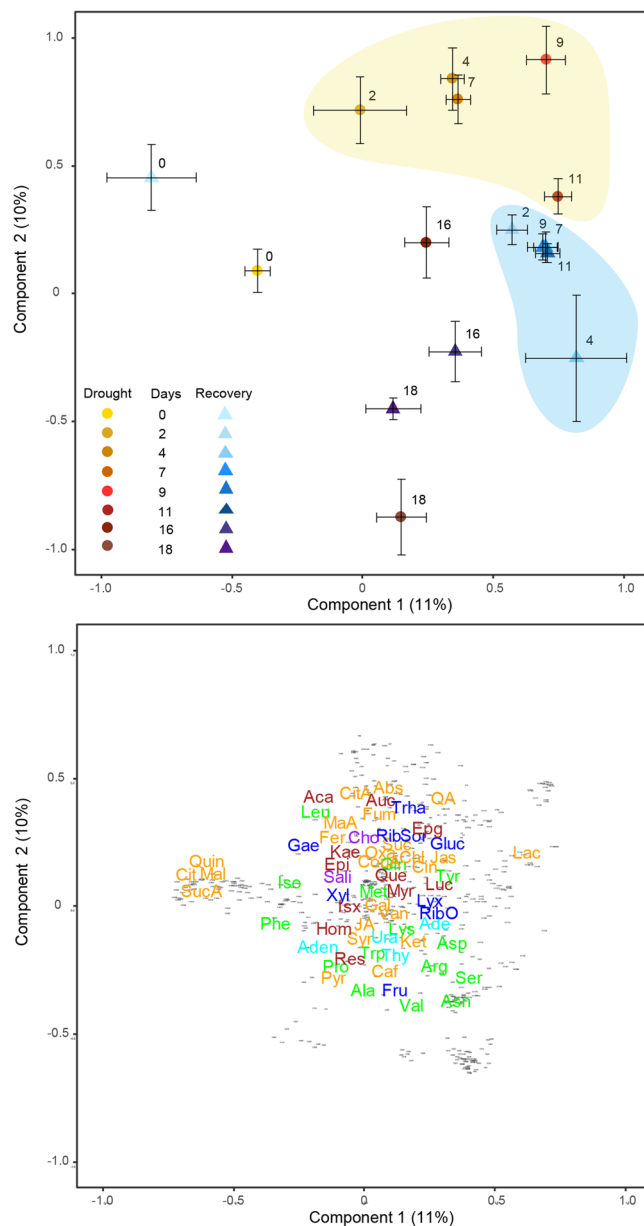 1.0
9
4
7
2
0.5
0
11
16
2
9 7
11
0
0
16
4
18
-0.5
18
-1.0
Component 2 (10%)
Drought Days Recovery
0
2
4
7
9
11
16
18
-1.0 -0.5 0 0.5 1.0
Component 1 (11%)
1.0
0.5
0
-0.5
-1.0
Component 2 (10%)
CitA Abs
Aca Auc QA
Leu Fum Trha
MaA Epg
Fer Cho RibSor
Gae Suc Gluc
Kae Oxa Jas Lac
Quin Epi Cin
Cit Mal Sali Que Tyr
SucA Iso Met Myr Luc
Xyl Lyx
Isx Gal RibO
Phe Hom JA Lys Ade
Syr Ura Ket Asp
Aden Trp Thy
Res Arg
Pro Caf Ser
Pyr
Ala Fru Asn
Val
-1.0 -0.5 0 0.5 1.0
Component 1 (11%)